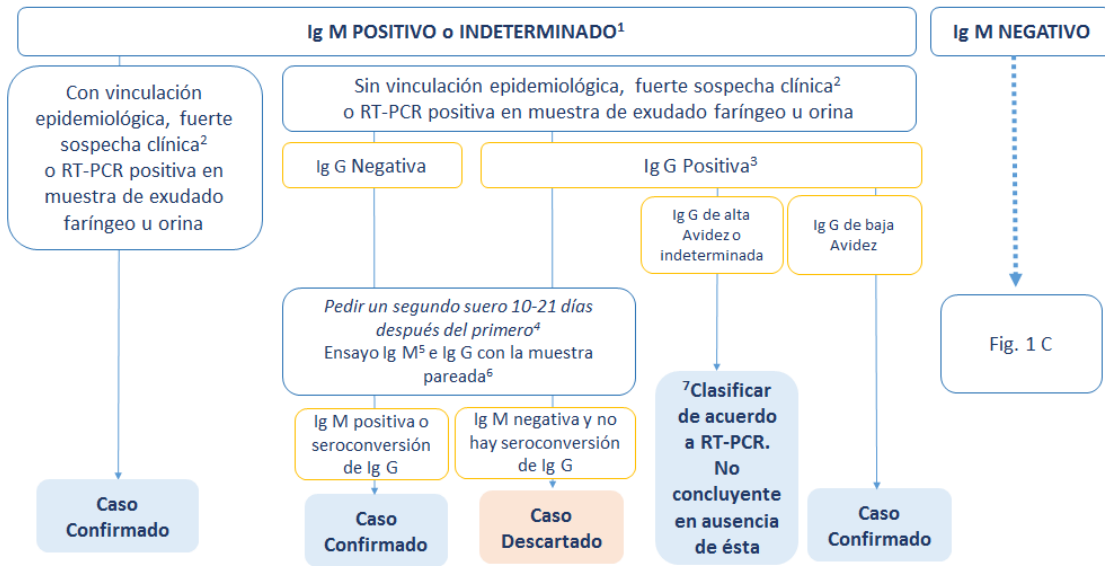 Ig M POSITIVO o INDETERMINADO¹
Ig M NEGATIVO
Con vinculación
epidemiológica, fuerte
sospecha clínica²
o RT-PCR positiva en
muestra de exudado
faríngeo u orina
Sin vinculación epidemiológica, fuerte sospecha clínica²
o RT-PCR positiva en muestra de exudado faríngeo u orina
Ig G Negativa
Ig G Positiva³
Ig G de alta
Avidez o
indeterminada
Ig G de baja
Avidez
Pedir un segundo suero 10-21 días
después del primero⁴
Ensayo Ig M⁵ e Ig G con la muestra
pareada⁶
Fig. 1 C
Ig M positiva o
seroconversión
de Ig G
Ig M negativa y no
hay seroconversión
de Ig G
⁷Clasificar
de acuerdo
a RT-PCR.
No
concluyente
en ausencia
de ésta
Caso
Confirmado
Caso
Confirmado
Caso
Descartado
Caso
Confirmado